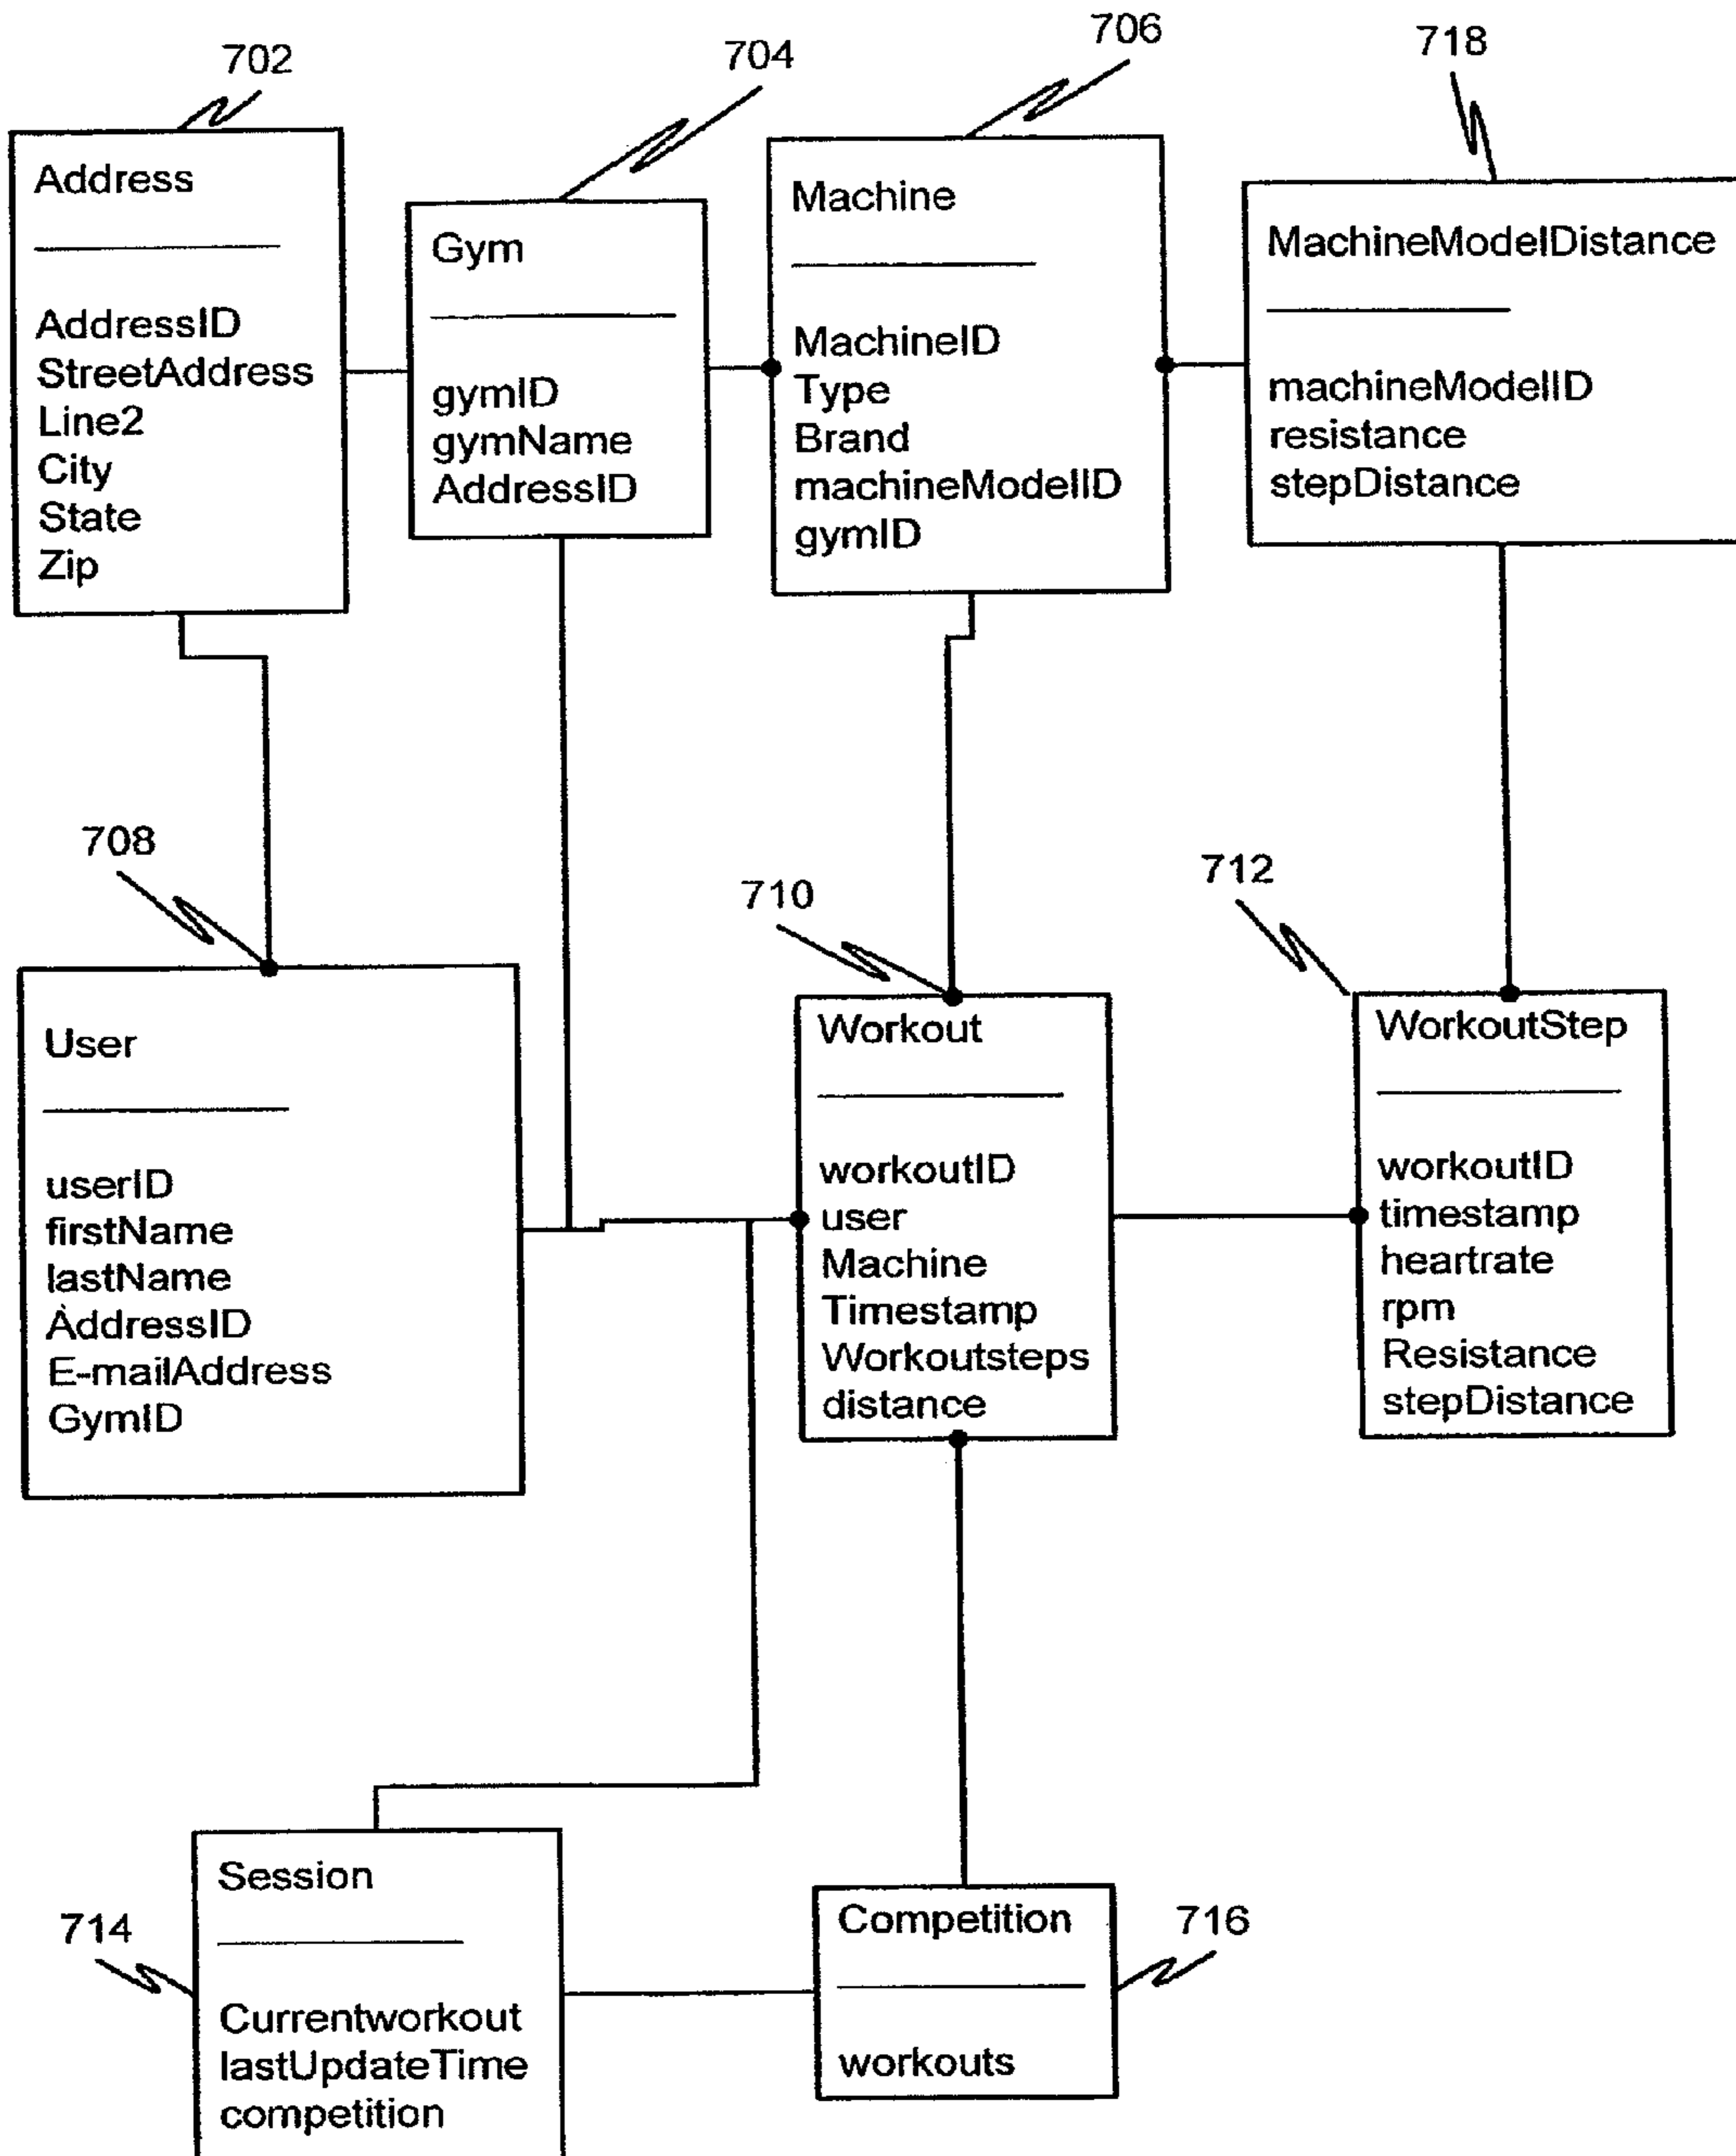 702
704
706
718
Address
AddressID
StreetAddress
Line2
City
State
Zip
Gym
gymID
gymName
AddressID
Machine
MachineID
Type
Brand
machineModelID
gymID
MachineModelDistance
machineModelID
resistance
stepDistance
708
710
712
User
userID
firstName
lastName
AddressID
E-mailAddress
GymID
Workout
workoutID
user
Machine
Timestamp
Workoutsteps
distance
WorkoutStep
workoutID
timestamp
heartrate
rpm
Resistance
stepDistance
714
Session
Currentworkout
lastUpdateTime
competition
Competition
workouts
716